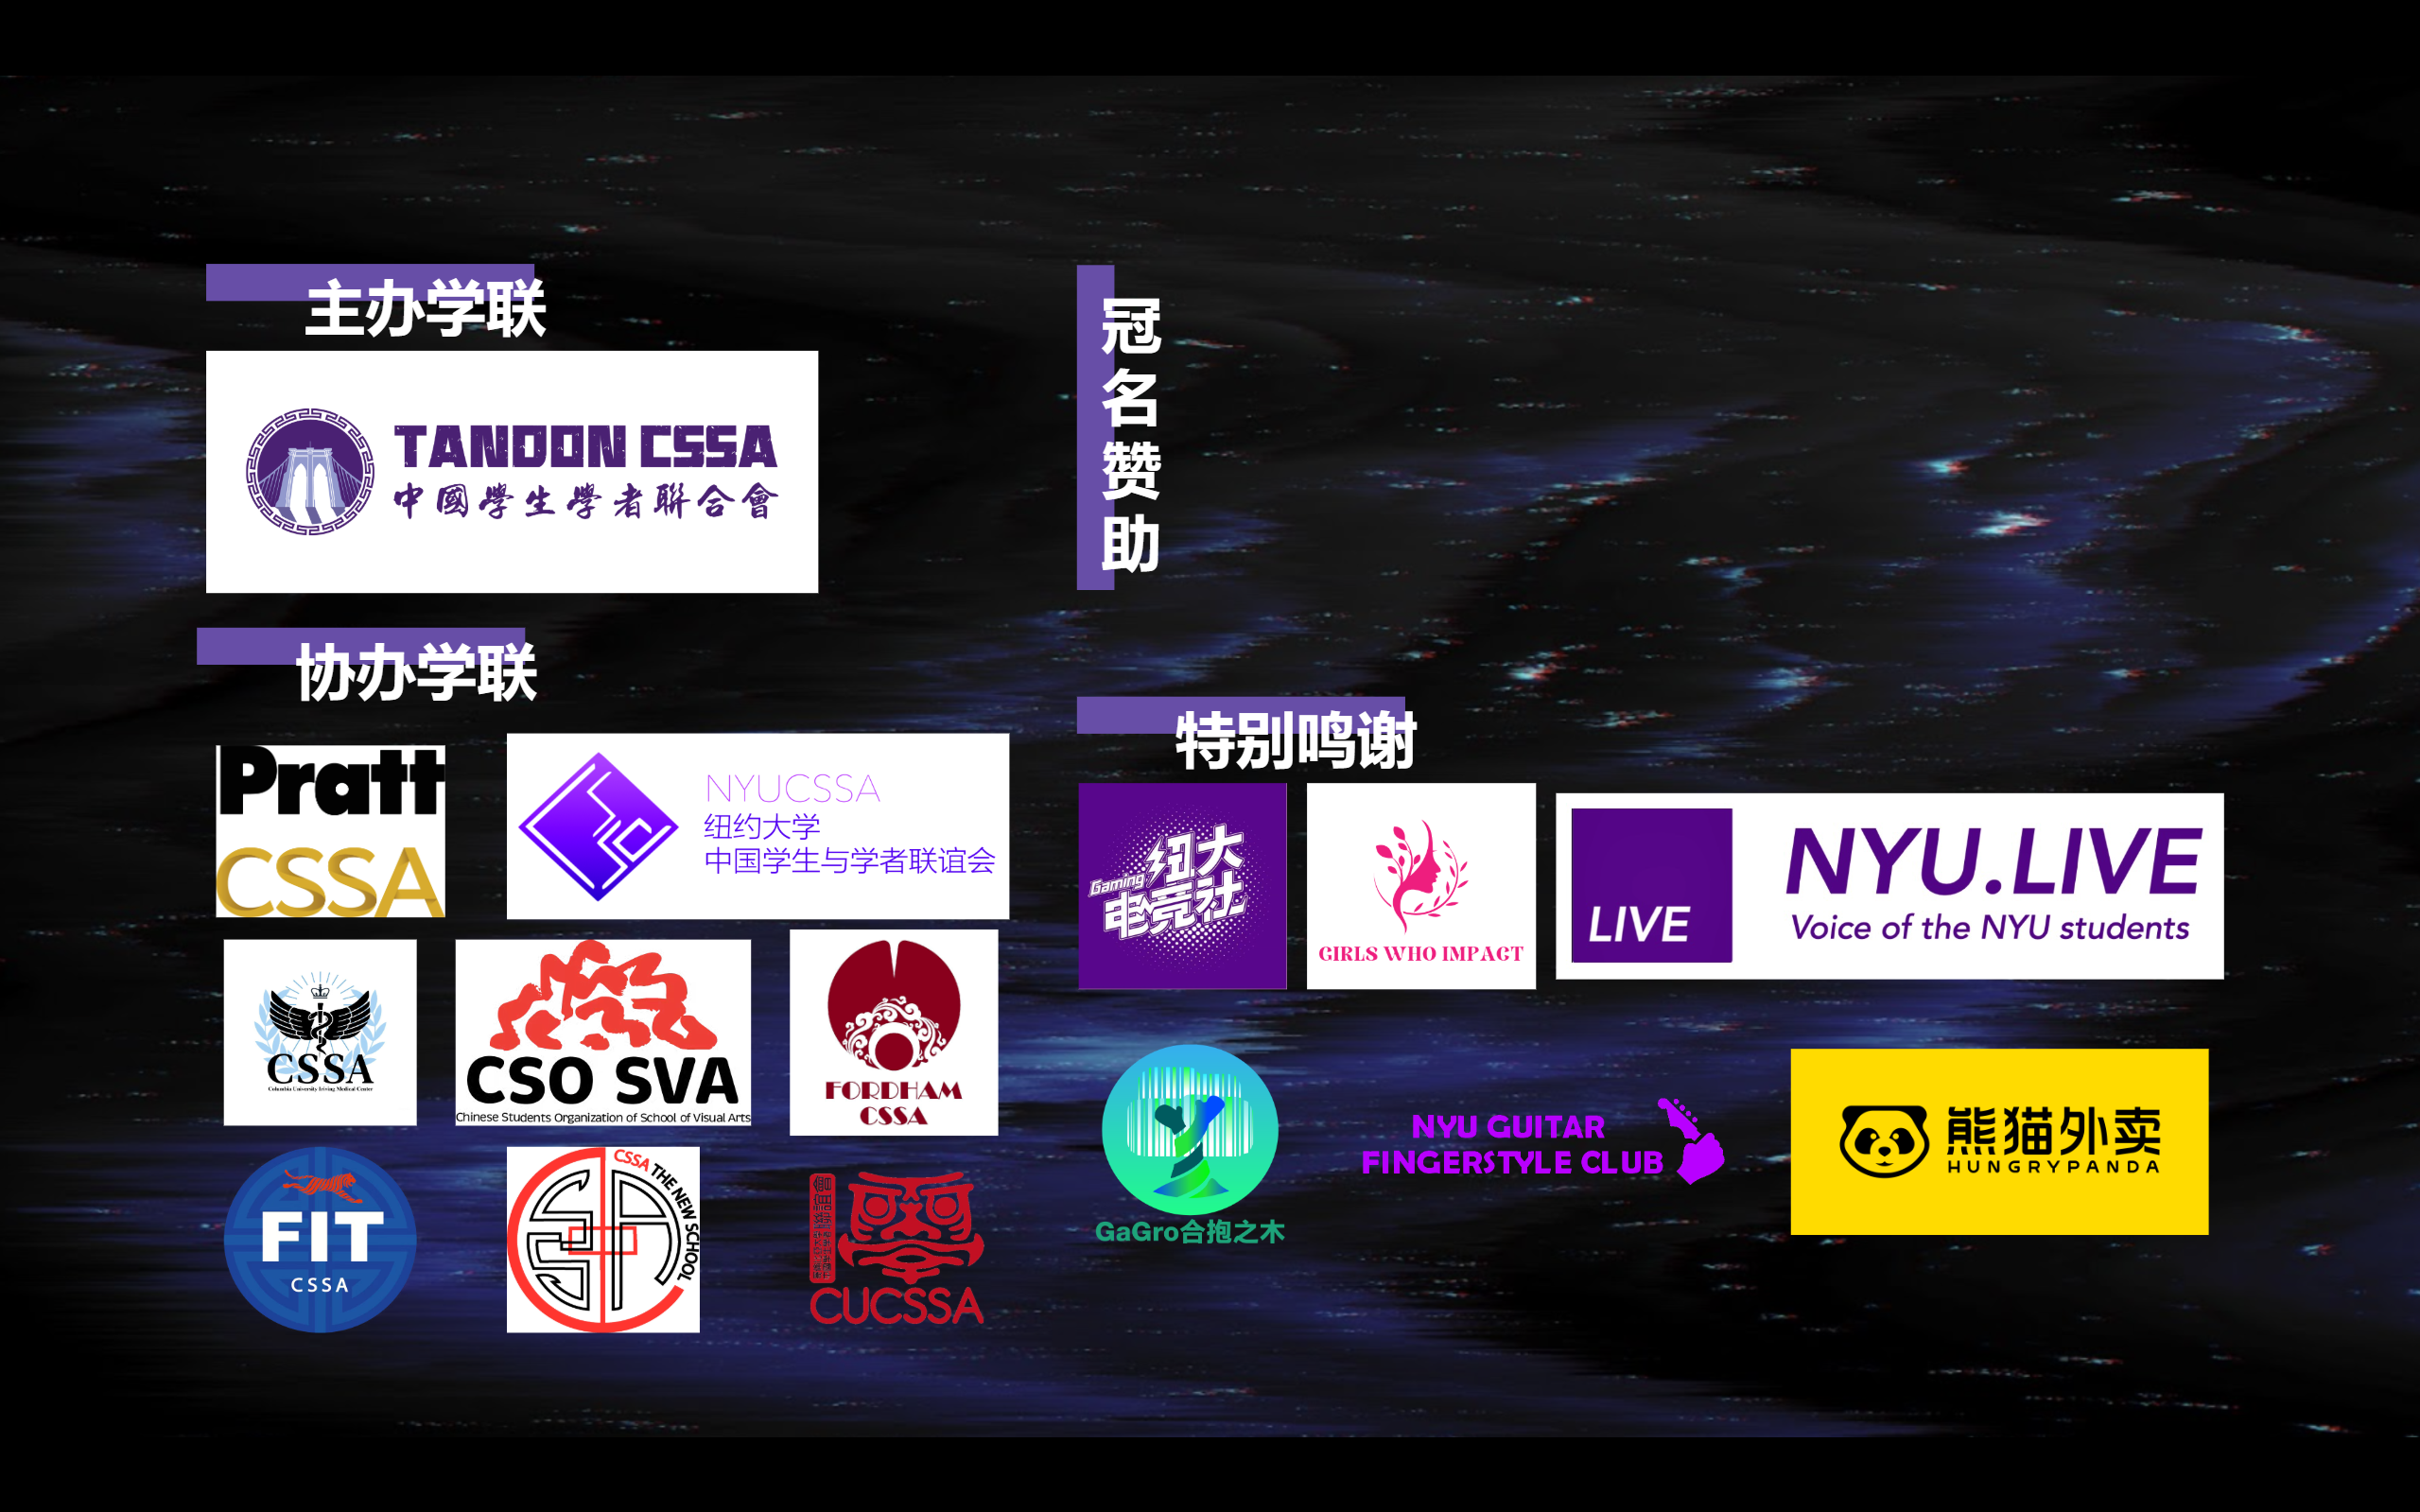 主办学联
TANDON CSSA
中國學生學者聯合會
协办学联
Pratt
CSSA
NYUCSSA
纽约大学
中国学生与学者联谊会
CSSA
Columbia University Irving Medical Center
CSO SVA
Chinese Students Organization of School of Visual Arts
FORDHAM
CSSA
FIT
CSSA
CSSA THE NEW SCHOOL
CUCSSA
冠名赞助
特别鸣谢
Gaming 纽大
电竞社
GIRLS WHO IMPACT
LIVE
NYU.LIVE
Voice of the NYU students
GaGro合抱之木
NYU GUITAR
FINGERSTYLE CLUB
熊猫外卖
HUNGRYPANDA